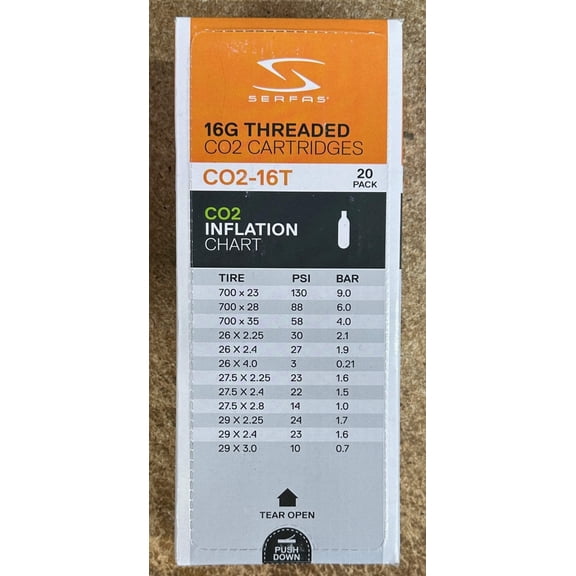 SERFAS
16G THREADED
CO2 CARTRIDGES
CO2-16T 20 PACK
CO2
INFLATION
CHART
TIRE PSI BAR
700 x 23 130 9.0
700 x 28 88 6.0
700 x 35 58 4.0
26 X 2.25 30 2.1
26 X 2.4 27 1.9
26 X 4.0 3 0.21
27.5 X 2.25 23 1.6
27.5 X 2.4 22 1.5
27.5 X 2.8 14 1.0
29 X 2.25 24 1.7
29 X 2.4 23 1.6
29 X 3.0 10 0.7
TEAR OPEN
PUSH
DOWN